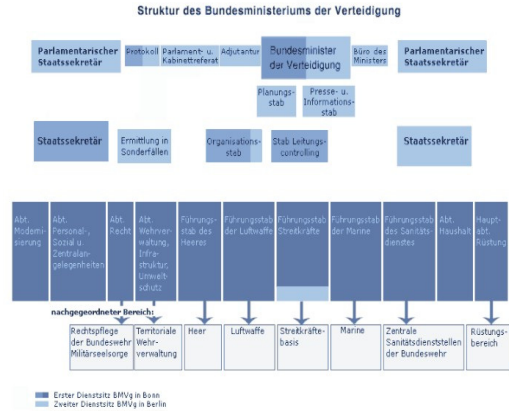 Struktur des Bundesministeriums der Verteidigung
Parlamentarischer
Staatssekretär
Protokoll
Parlament- u.
Kabinettreferat
Adjutantur
Bundesminister
der Verteidigung
Büro des
Ministers
Parlamentarischer
Staatssekretär
Planungs-
stab
Presse- u.
Informations-
stab
Staatssekretär
Ermittlung in
Sonderfällen
Organisations-
stab
Stab Leitungs-
controlling
Staatssekretär
Abt.
Moderni-
sierung
Abt.
Personal-,
Sozial u.
Zentralan-
gelegenheiten
Abt.
Recht
Abt.
Wehrver-
waltung,
Infra-
struktur,
Umwelt-
schutz
Führungs-
stab des
Heeres
Führungsstab
der Luftwaffe
Führungsstab
Streitkräfte
Führungsstab
der Marine
Führungsstab
des Sanitäts-
dienstes
Abt.
Haushalt
Haupt-
abt.
Rüstung
nachgegeordneter Bereich:
Rechtspflege
der Bundeswehr
Militärseelsorge
Territoriale
Wehr-
verwaltung
Heer
Luftwaffe
Streitkräfte-
basis
Marine
Zentrale
Sanitätsdienststellen
der Bundeswehr
Rüstungs-
bereich
Erster Dienstsitz BMVg in Bonn
Zweiter Dienstsitz BMVg in Berlin